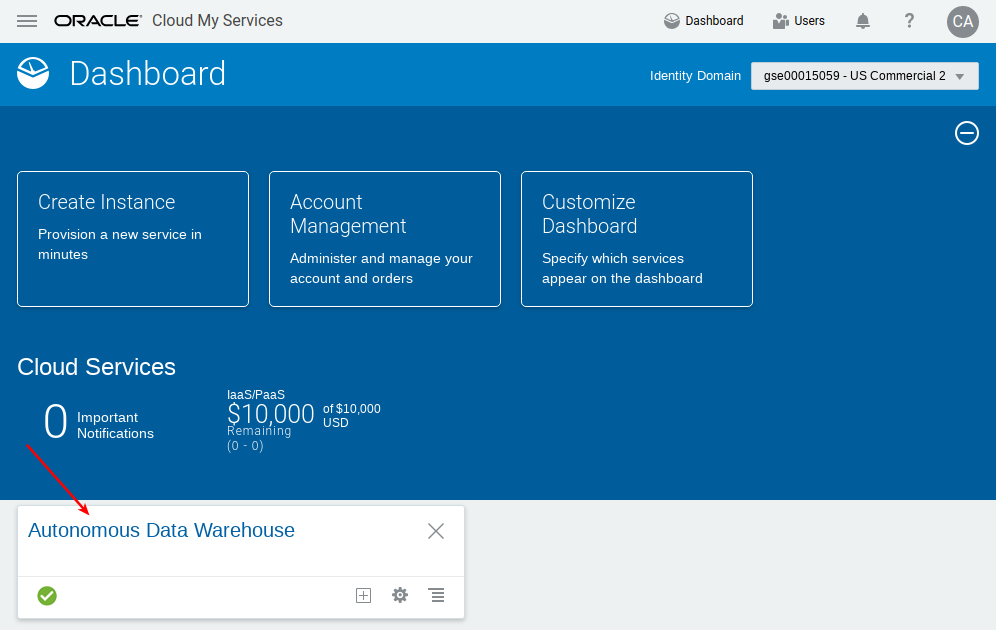 ORACLE® Cloud My Services
Dashboard
Users
?
CA
Dashboard
Identity Domain
gse00015059 - US Commercial 2
Create Instance
Provision a new service in
minutes
Account
Management
Administer and manage your
account and orders
Customize
Dashboard
Specify which services
appear on the dashboard
Cloud Services
0
Important
Notifications
IaaS/PaaS
$10,000
Remaining
(0 - 0)
of $10,000
USD
Autonomous Data Warehouse